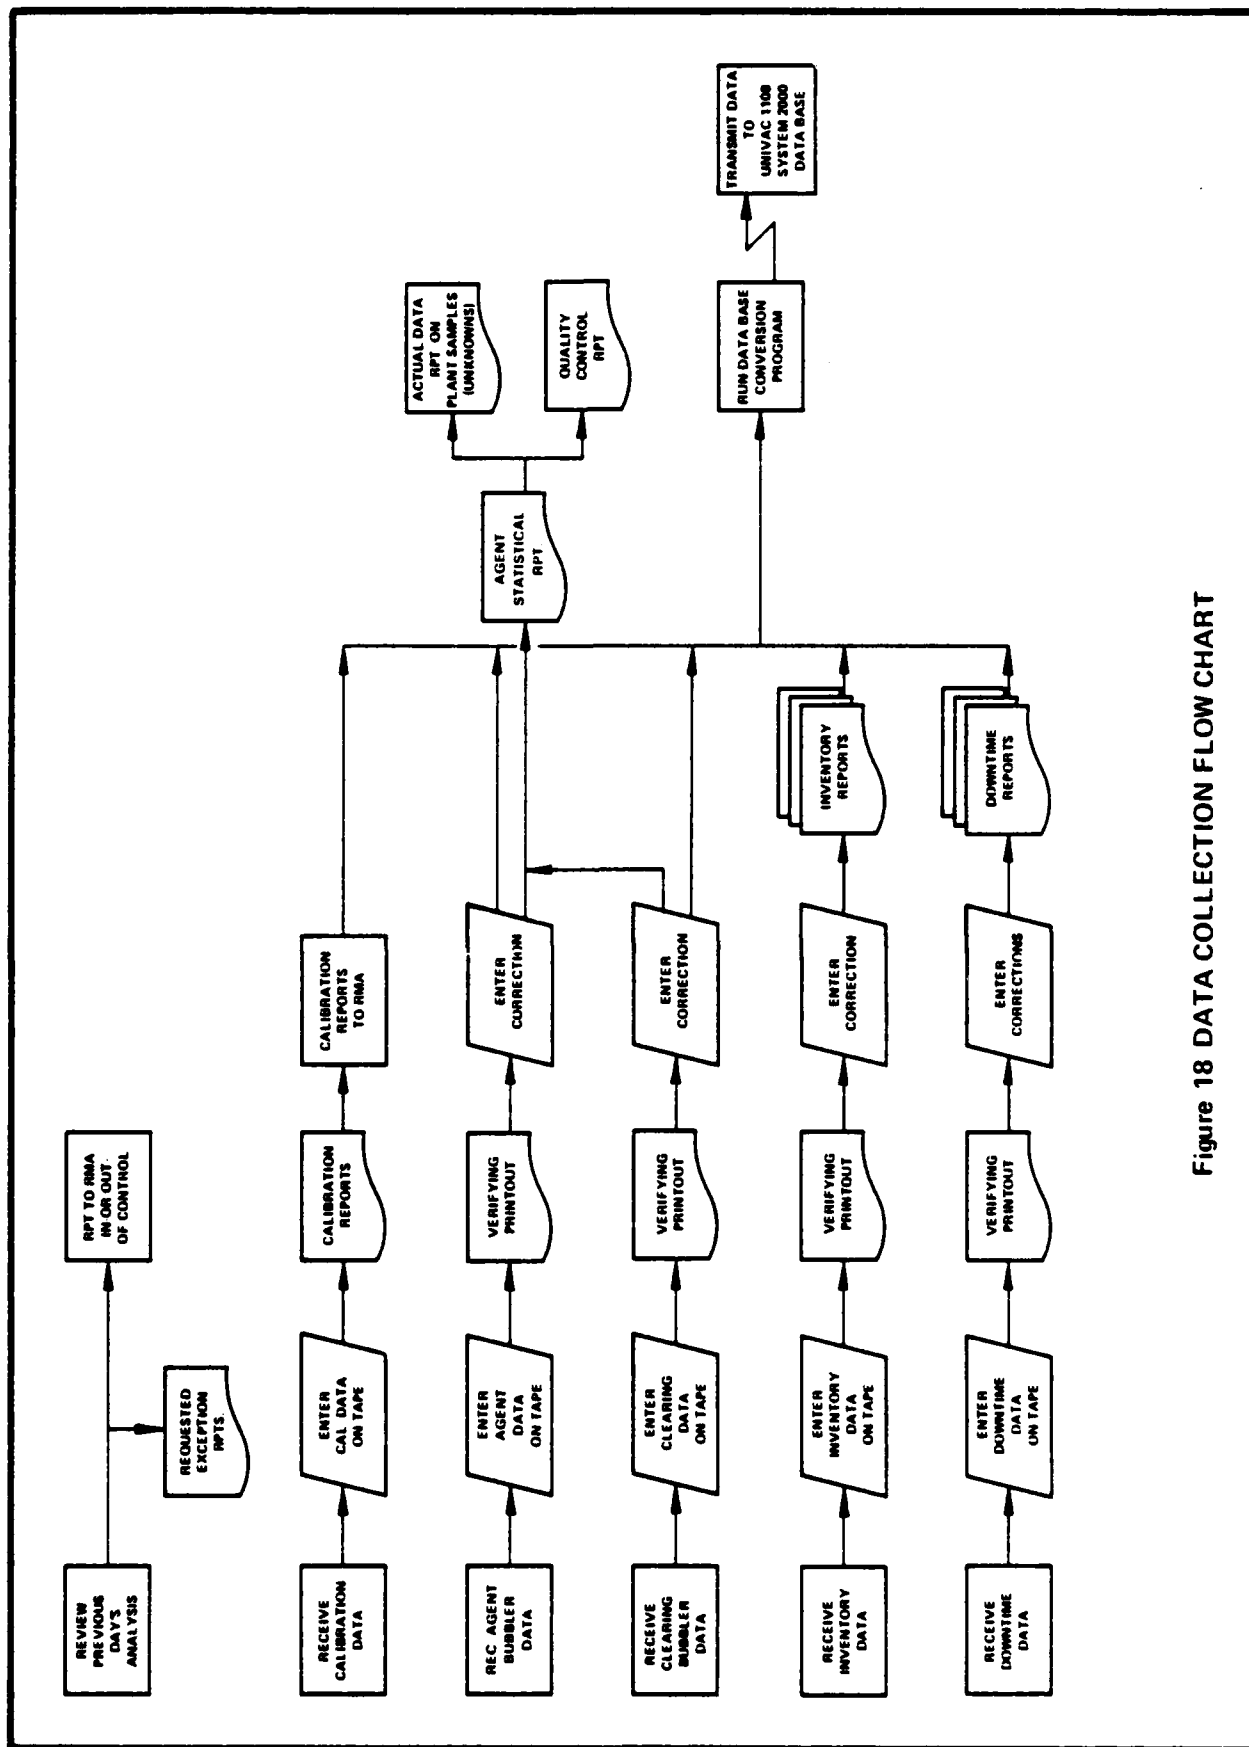 REVIEW
PREVIOUS
DAY'S
ANALYSIS
REQUESTED
EXCEPTION
RPTS.
RPT TO RMA
IN OR OUT
OF CONTROL
RECEIVE
CALIBRATION
DATA
ENTER
CAL DATA
ON TAPE
CALIBRATION
REPORTS
CALIBRATION
REPORTS
TO RMA
REC AGENT
BUBBLER
DATA
ENTER
AGENT
DATA
ON TAPE
VERIFYING
PRINTOUT
ENTER
CORRECTION
AGENT
STATISTICAL
RPT
ACTUAL DATA
RPT ON
PLANT SAMPLES
(UNKNOWNS)
QUALITY
CONTROL
RPT
RECEIVE
CLEARING
BUBBLER
DATA
ENTER
CLEARING
DATA
ON TAPE
VERIFYING
PRINTOUT
ENTER
CORRECTION
RUN DATA BASE
CONVERSION
PROGRAM
TRANSMIT DATA
TO
UNIVAC 1108
SYSTEM 2000
DATA BASE
RECEIVE
INVENTORY
DATA
ENTER
INVENTORY
DATA
ON TAPE
VERIFYING
PRINTOUT
ENTER
CORRECTION
INVENTORY
REPORTS
RECEIVE
DOWNTIME
DATA
ENTER
DOWNTIME
DATA
ON TAPE
VERIFYING
PRINTOUT
ENTER
CORRECTIONS
DOWNTIME
REPORTS
Figure 18 DATA COLLECTION FLOW CHART